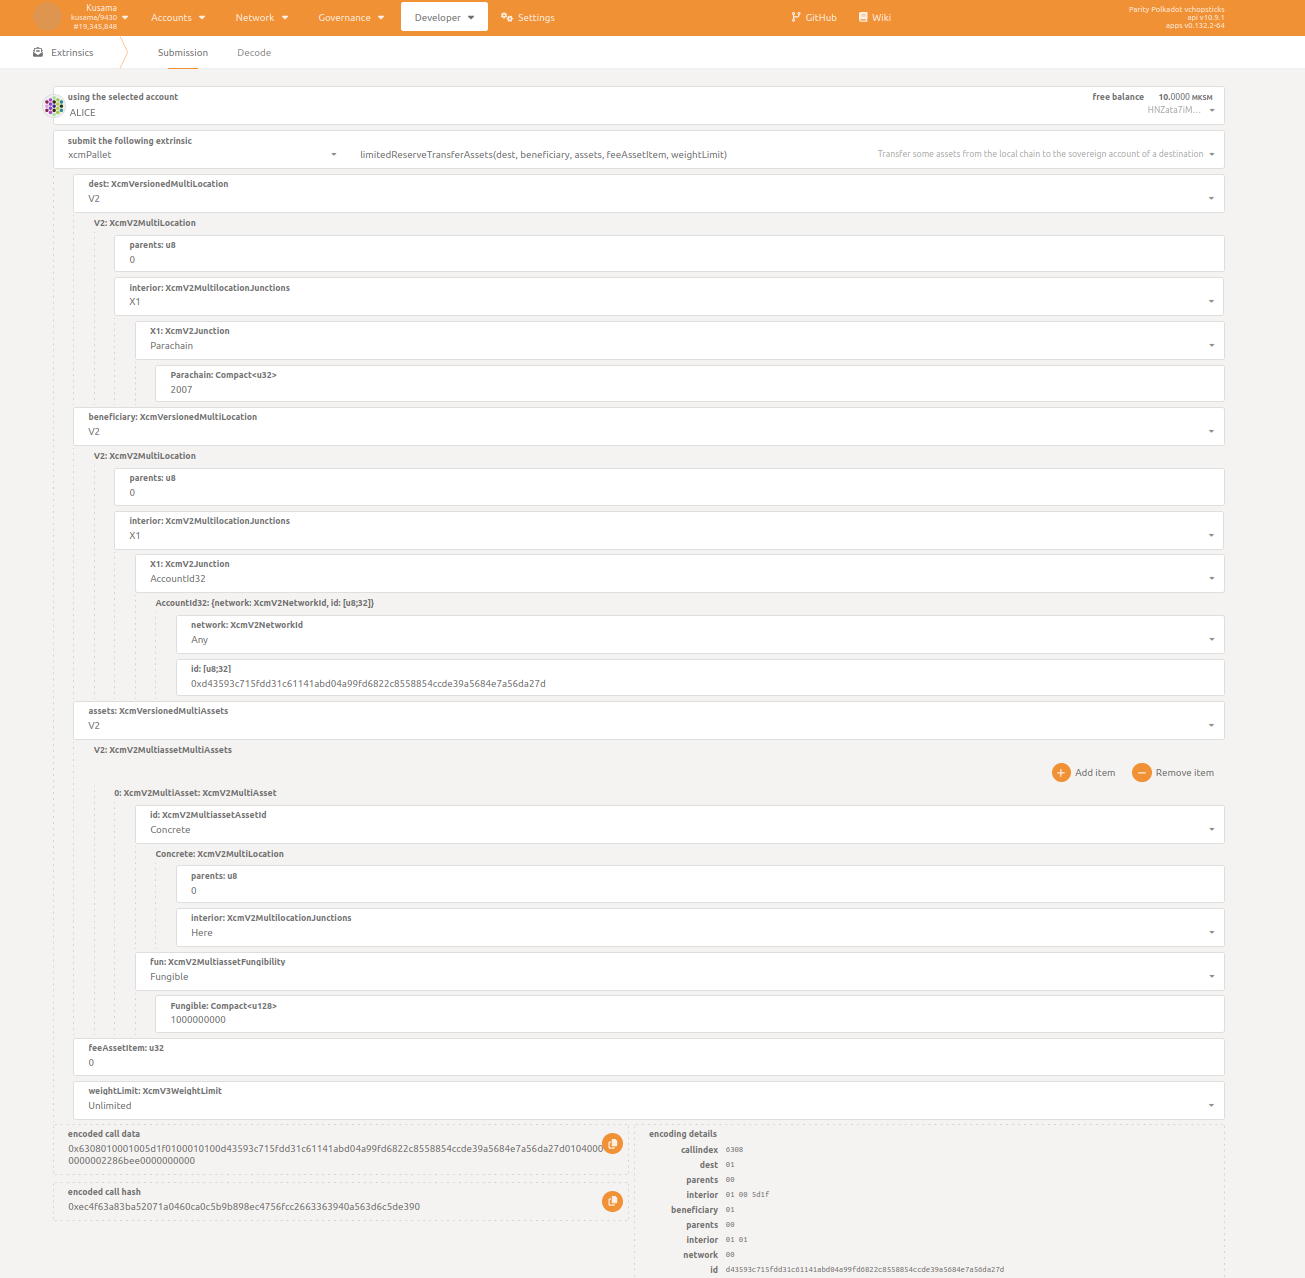 Kusama
kusama/9430
#19,345,848
Accounts
Network
Governance
Developer
Settings
GitHub
Wiki
Parity Polkadot vchopsticks
api v10.9.1
apps v0.132.2-64
Extrinsics
Submission
Decode
using the selected account
ALICE
free balance 10.0000 MKSM
HNZata7iM...
submit the following extrinsic
xcmPallet
limitedReserveTransferAssets(dest, beneficiary, assets, feeAssetItem, weightLimit)
Transfer some assets from the local chain to the sovereign account of a destination
dest: XcmVersionedMultiLocation
V2
V2: XcmV2MultiLocation
parents: u8
0
interior: XcmV2MultilocationJunctions
X1
X1: XcmV2Junction
Parachain
Parachain: Compact<u32>
2007
beneficiary: XcmVersionedMultiLocation
V2
V2: XcmV2MultiLocation
parents: u8
0
interior: XcmV2MultilocationJunctions
X1
X1: XcmV2Junction
AccountId32
AccountId32: {network: XcmV2NetworkId, id: [u8;32]}
network: XcmV2NetworkId
Any
id: [u8;32]
0xd43593c715fdd31c61141abd04a99fd6822c8558854ccde39a5684e7a56da27d
assets: XcmVersionedMultiAssets
V2
V2: XcmV2MultiassetMultiAssets
Add item
Remove item
0: XcmV2MultiAsset: XcmV2MultiAsset
id: XcmV2MultiassetAssetId
Concrete
Concrete: XcmV2MultiLocation
parents: u8
0
interior: XcmV2MultilocationJunctions
Here
fun: XcmV2MultiassetFungibility
Fungible
Fungible: Compact<u128>
1000000000
feeAssetItem: u32
0
weightLimit: XcmV3WeightLimit
Unlimited
encoded call data
0x6308010001005d1f0100010100d43593c715fdd31c61141abd04a99fd6822c8558854ccde39a5684e7a56da27d0104000
0000002286bee0000000000
encoded call hash
0xec4f63a83ba52071a0460ca0c5b9b898ec4756fcc2663363940a563d6c5de390
encoding details
callindex 6308
dest 01
parents 00
interior 01 00 5d1f
beneficiary 01
parents 00
interior 01 01
network 00
id d43593c715fdd31c61141abd04a99fd6822c8558854ccde39a5684e7a56da27d